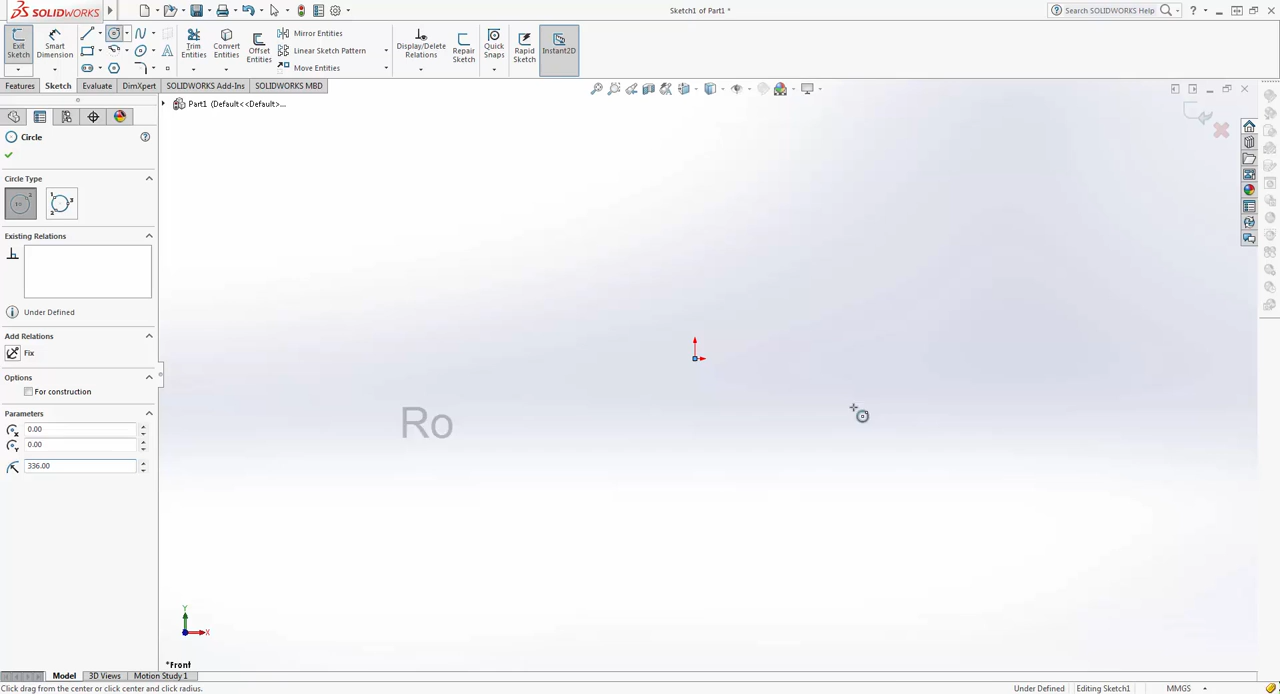 SOLIDWORKS
Sketch1 of Part1 *
Search SOLIDWORKS Help
Exit Sketch
Smart Dimension
Trim Entities
Convert Entities
Offset Entities
Mirror Entities
Linear Sketch Pattern
Move Entities
Display/Delete Relations
Repair Sketch
Quick Snaps
Rapid Sketch
Instant2D
Features
Sketch
Evaluate
DimXpert
SOLIDWORKS Add-Ins
SOLIDWORKS MBD
Part1 (Default<<Default>...
Circle
Circle Type
Existing Relations
Under Defined
Add Relations
Fix
Options
For construction
Parameters
0.00
0.00
336.00
Ro
Y
X
*Front
Model
3D Views
Motion Study 1
Click drag from the center or click center and click radius.
Under Defined
Editing Sketch1
MMGS